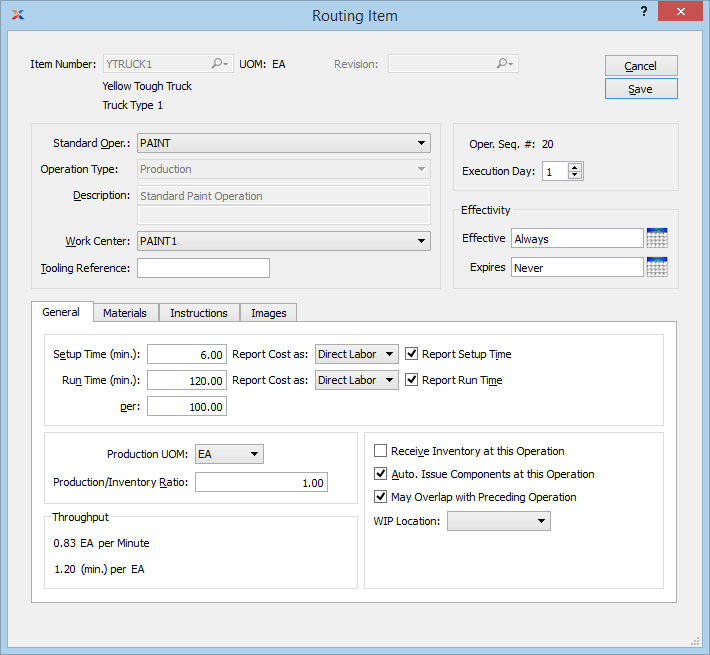 Routing Item
?
Item Number: YTRUCK1 UOM: EA Revision: Cancel
Yellow Tough Truck Save
Truck Type 1
Standard Oper.: PAINT Oper. Seq. #: 20
Operation Type: Production Execution Day: 1
Description: Standard Paint Operation
Effectivity
Work Center: PAINT1 Effective Always
Tooling Reference: Expires Never
General Materials Instructions Images
Setup Time (min.): 6.00 Report Cost as: Direct Labor Report Setup Time
Run Time (min.): 120.00 Report Cost as: Direct Labor Report Run Time
per: 100.00
Production UOM: EA Receive Inventory at this Operation
Production/Inventory Ratio: 1.00 Auto. Issue Components at this Operation
May Overlap with Preceding Operation
Throughput WIP Location:
0.83 EA per Minute
1.20 (min.) per EA